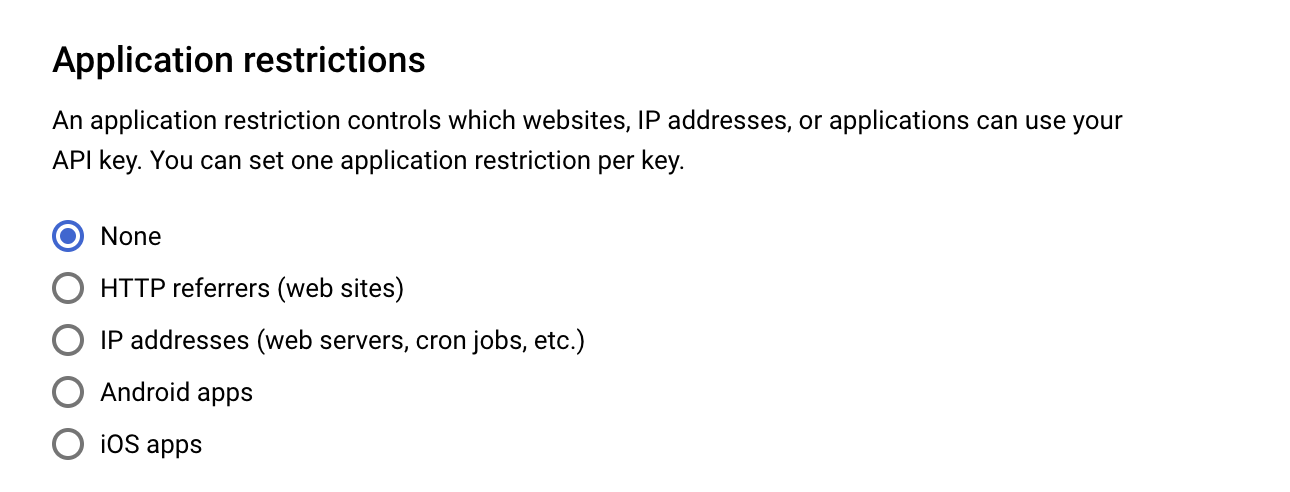 Application restrictions
An application restriction controls which websites, IP addresses, or applications can use your
API key. You can set one application restriction per key.
None
HTTP referrers (web sites)
IP addresses (web servers, cron jobs, etc.)
Android apps
iOS apps